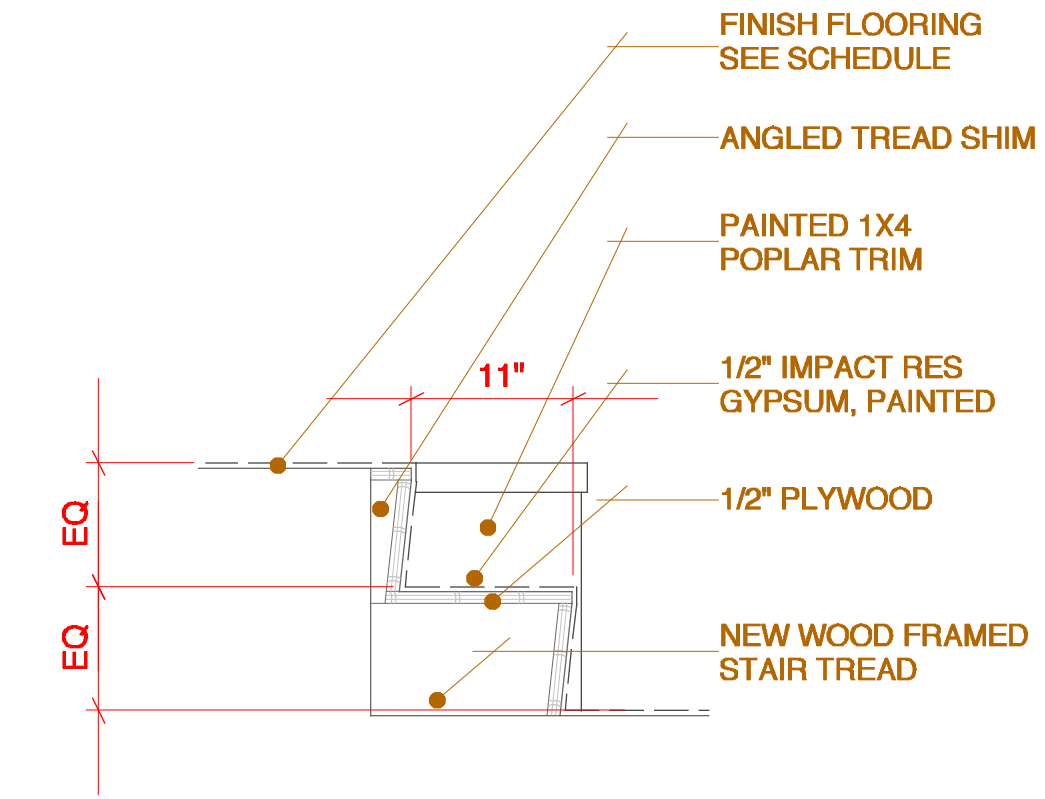 FINISH FLOORING
SEE SCHEDULE
ANGLED TREAD SHIM
PAINTED 1X4
POPLAR TRIM
1/2" IMPACT RES
GYPSUM, PAINTED
11"
1/2" PLYWOOD
EQ
EQ
NEW WOOD FRAMED
STAIR TREAD